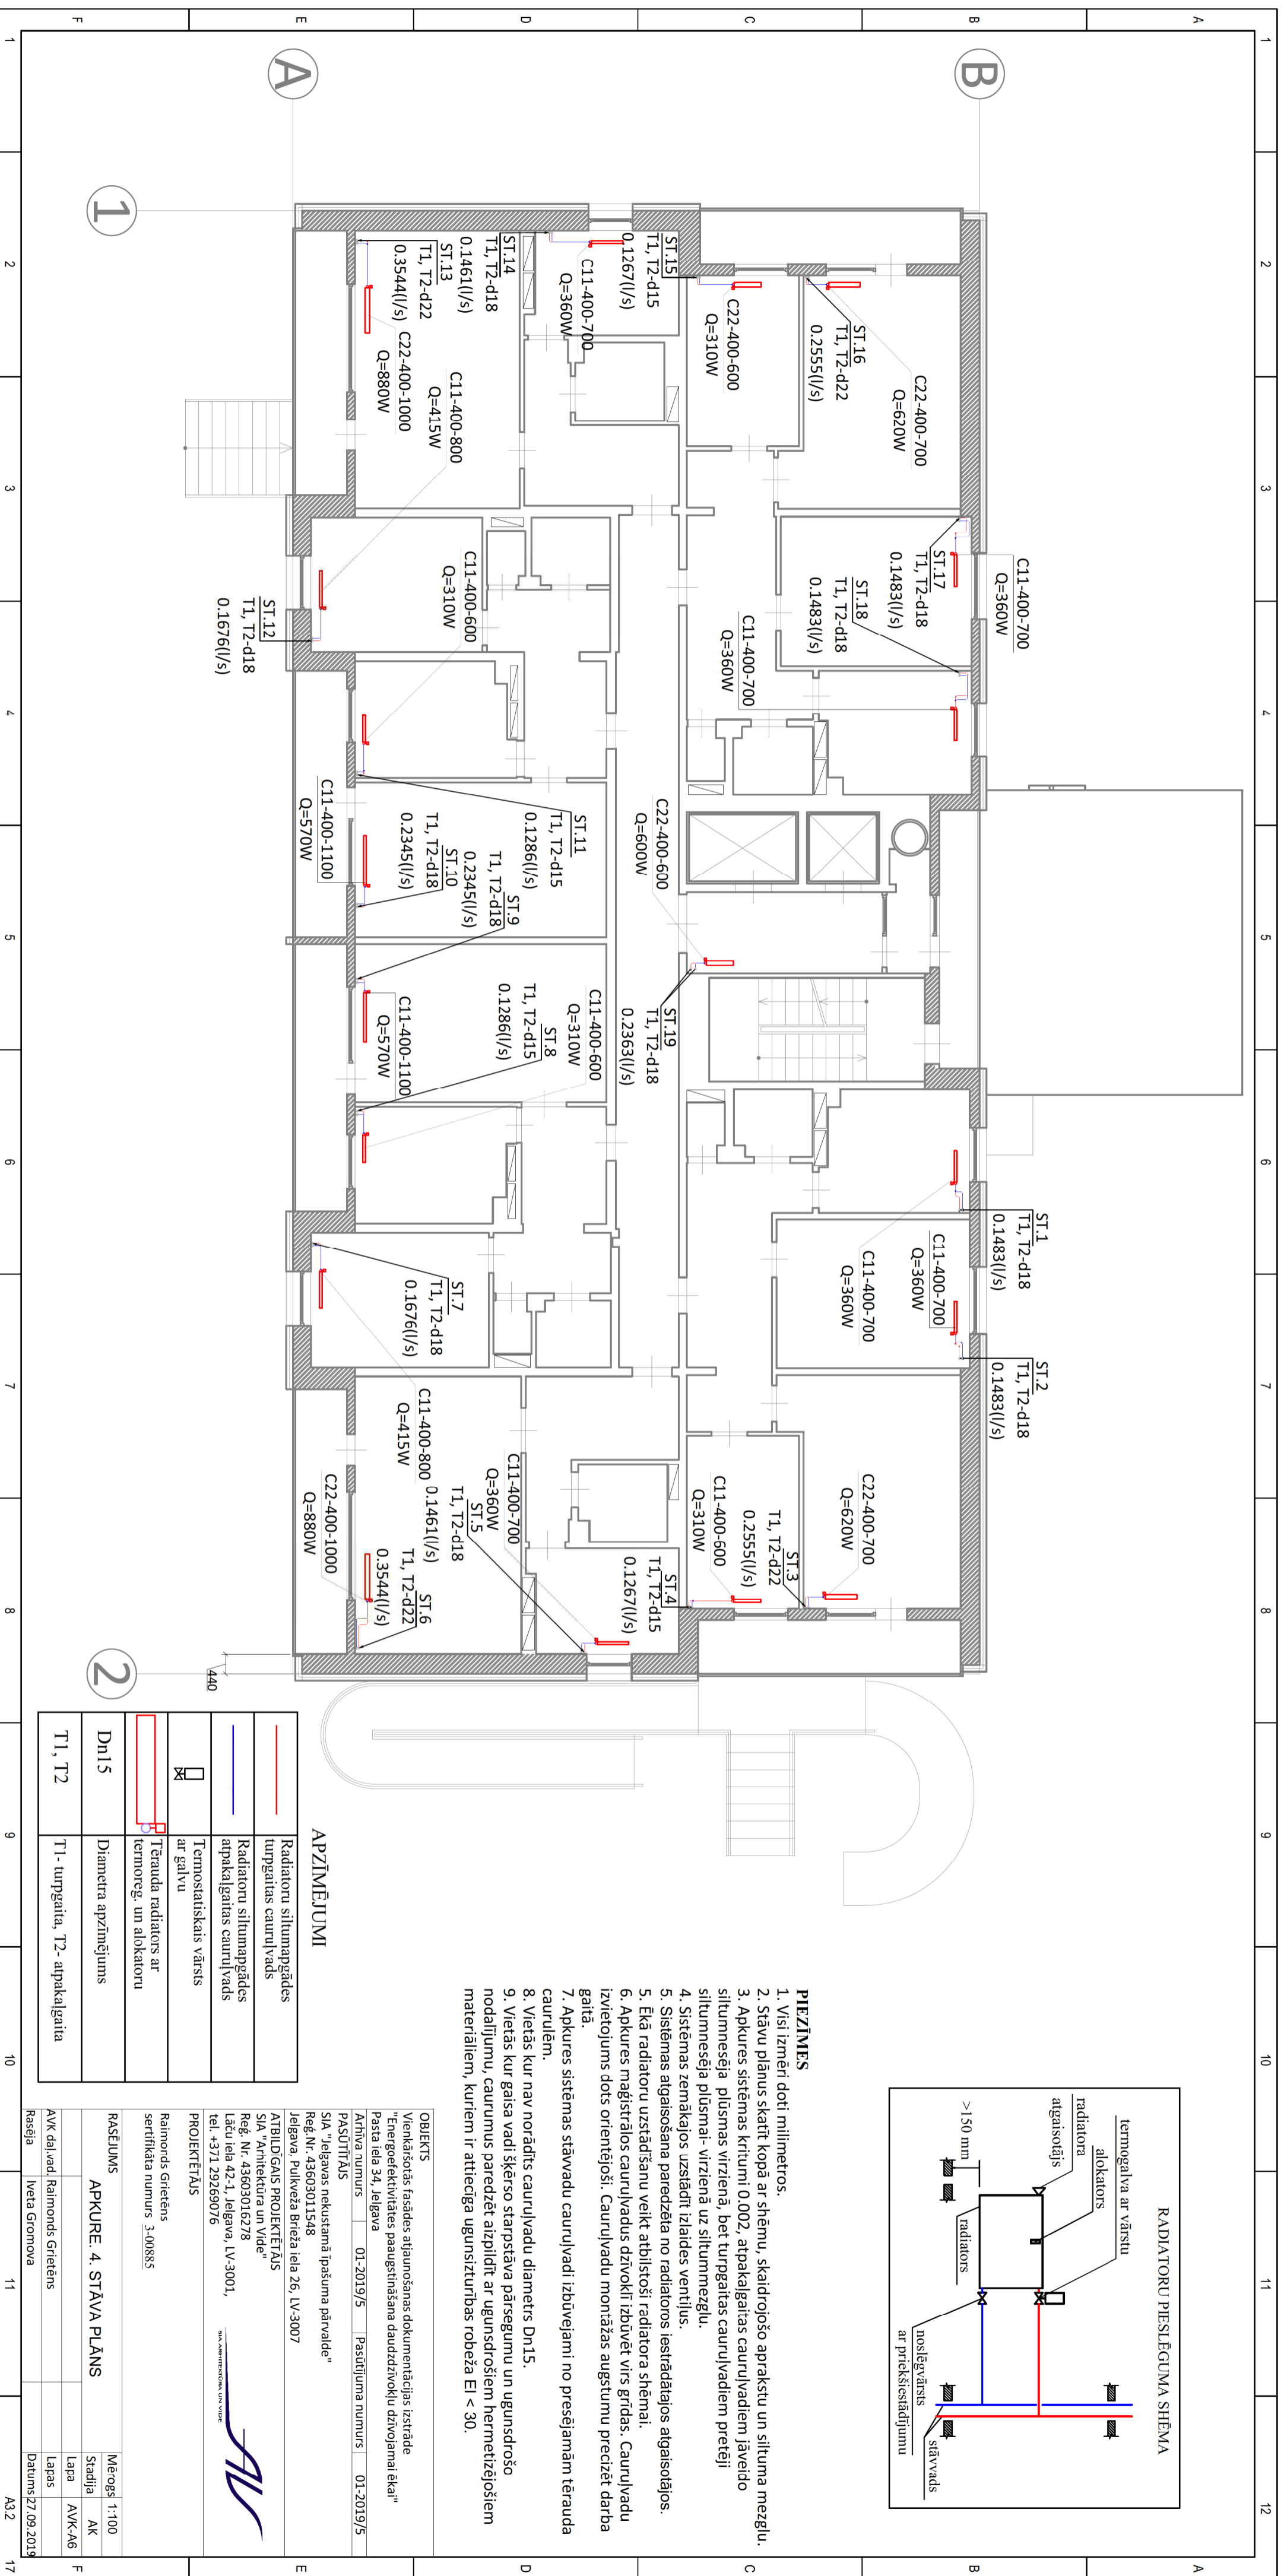 1
2
3
4
5
6
7
8
9
10
11
12
A3.2
17
A
B
C
D
E
F
B
A
1
2
440
C11-400-700
Q=360W
ST.17
T1, T2-d18
0.1483(l/s)
ST.18
T1, T2-d18
0.1483(l/s)
C11-400-700
Q=360W
C22-400-700
Q=620W
ST.16
T1, T2-d22
0.2555(l/s)
C22-400-600
Q=310W
ST.15
T1, T2-d15
0.1267(l/s)
C11-400-700
Q=360W
ST.14
T1, T2-d18
0.1461(l/s)
ST.13
T1, T2-d22
0.3544(l/s)
C22-400-1000
Q=880W
C11-400-800
Q=415W
ST.12
T1, T2-d18
0.1676(l/s)
C11-400-600
Q=310W
ST.11
T1, T2-d15
0.1286(l/s)
C11-400-1100
Q=570W
ST.10
T1, T2-d18
0.2345(l/s)
ST.9
T1, T2-d18
0.2345(l/s)
C11-400-1100
Q=570W
ST.8
T1, T2-d15
0.1286(l/s)
C11-400-600
Q=310W
C22-400-600
Q=600W
ST.19
T1, T2-d18
0.2363(l/s)
ST.1
T1, T2-d18
0.1483(l/s)
C11-400-700
Q=360W
C11-400-700
Q=360W
ST.2
T1, T2-d18
0.1483(l/s)
C22-400-700
Q=620W
ST.3
T1, T2-d22
0.2555(l/s)
C11-400-600
Q=310W
ST.4
T1, T2-d15
0.1267(l/s)
C11-400-700
Q=360W
ST.5
T1, T2-d18
0.1461(l/s)
ST.6
T1, T2-d22
0.3544(l/s)
C22-400-1000
Q=880W
C11-400-800
Q=415W
ST.7
T1, T2-d18
0.1676(l/s)
APZĪMĒJUMI
Radiatoru siltumapgādes
turpgaitas cauruļvads
Radiatoru siltumapgādes
atpakaļgaitas cauruļvads
Termostatiskais vārsts
ar galvu
Tērauda radiators ar
termoreg. un alokatoru
Dn15
Diametra apzīmējums
T1, T2
T1- turpgaita, T2- atpakaļgaita
RADIATORU PIESLĒGUMA SHĒMA
termogalva ar vārstu
alokators
radiatora
atgaisotājs
>150 mm
radiators
noslēgvārsts
ar priekšiestādījumu
stāvvads
PIEZĪMES
1. Visi izmēri doti milimetros.
2. Stāvu plānus skatīt kopā ar shēmu, skaidrojošo aprakstu un siltuma mezglu.
3. Apkures sistēmas kritumi 0.002, atpakaļgaitas cauruļvadiem jāveido
siltumnesēja plūsmas virzienā, bet turpgaitas cauruļvadiem pretēji
siltumnesēja plūsmai- virzienā uz siltummezglu.
4. Sistēmas zemākajos uzstādīt izlaides ventiļus.
5. Sistēmas atgaisošana paredzēta no radiatoros iestrādātajos atgaisotājos.
5. Ēkā radiatoru uzstādīšanu veikt atbilstoši radiatora shēmai.
6. Apkures maģistrālos cauruļvadus dzīvoklī izbūvēt virs grīdas. Cauruļvadu
izvietojums dots orientējoši. Cauruļvadu montāžas augstumu precizēt darba
gaitā.
7. Apkures sistēmas stāvvadu cauruļvadi izbūvējami no presējamām tērauda
caurulēm.
8. Vietās kur nav norādīts cauruļvadu diametrs Dn15.
9. Vietās kur gaisa vadi šķērso starpstāva pārsegumu un ugunsdrošo
nodalījumu, caurumus paredzēt aizpildīt ar ugunsdrošiem hermetizējošiem
materiāliem, kuriem ir attiecīga ugunsizturības robeža EI < 30.
OBJEKTS
Vienkāršotās fasādes atjaunošanas dokumentācijas izstrāde
"Energoefektivitātes paaugstināšana daudzdzīvokļu dzīvojamai ēkai"
Pasta iela 34, Jelgava
Arhīva numurs 01-2019/5 Pasūtījuma numurs 01-2019/5
PASŪTĪTĀJS
SIA "Jelgavas nekustamā īpašuma pārvalde"
Reģ.Nr. 43603011548
Jelgava, Pulkveža Brieža iela 26, LV-3007
ATBILDĪGAIS PROJEKTĒTĀJS
SIA "Arhitektūra un Vide"
Reģ. Nr. 43603016278
Lāču iela 42-1, Jelgava, LV-3001,
tel. +371 29269076
SIA ARHITEKTŪRA UN VIDE
PROJEKTĒTĀJS
Raimonds Grietēns
sertifikāta numurs 3-00885
RASĒJUMS
APKURE. 4. STĀVA PLĀNS
Mērogs 1:100
Stadija AK
Lapa AVK-A6
Lapas
AVK daļ.vad. Raimonds Grietēns
Rasēja Iveta Gromova
Datums 27.09.2019